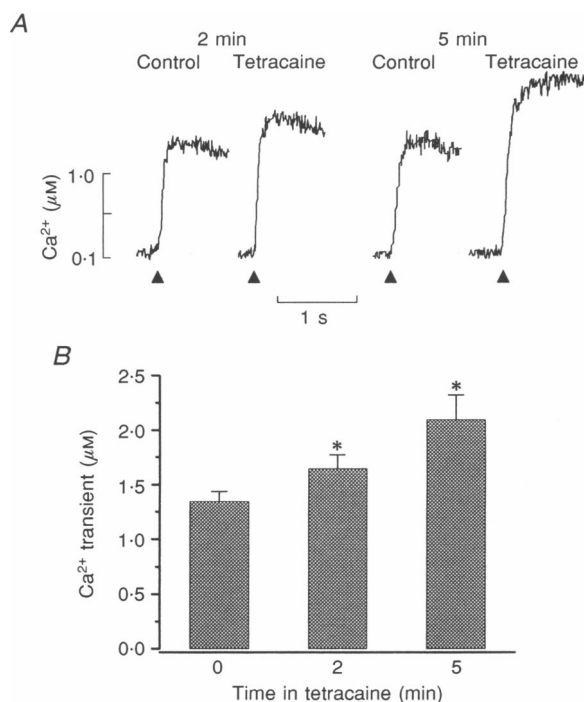 A
2 min 5 min
Control Tetracaine Control Tetracaine
1·0
Ca²⁺ (μM)
0·1
1 s
B
2·5
2·0
1·5
1·0
0·5
0·0
Ca²⁺ transient (μM)
* *
0 2 5
Time in tetracaine (min)